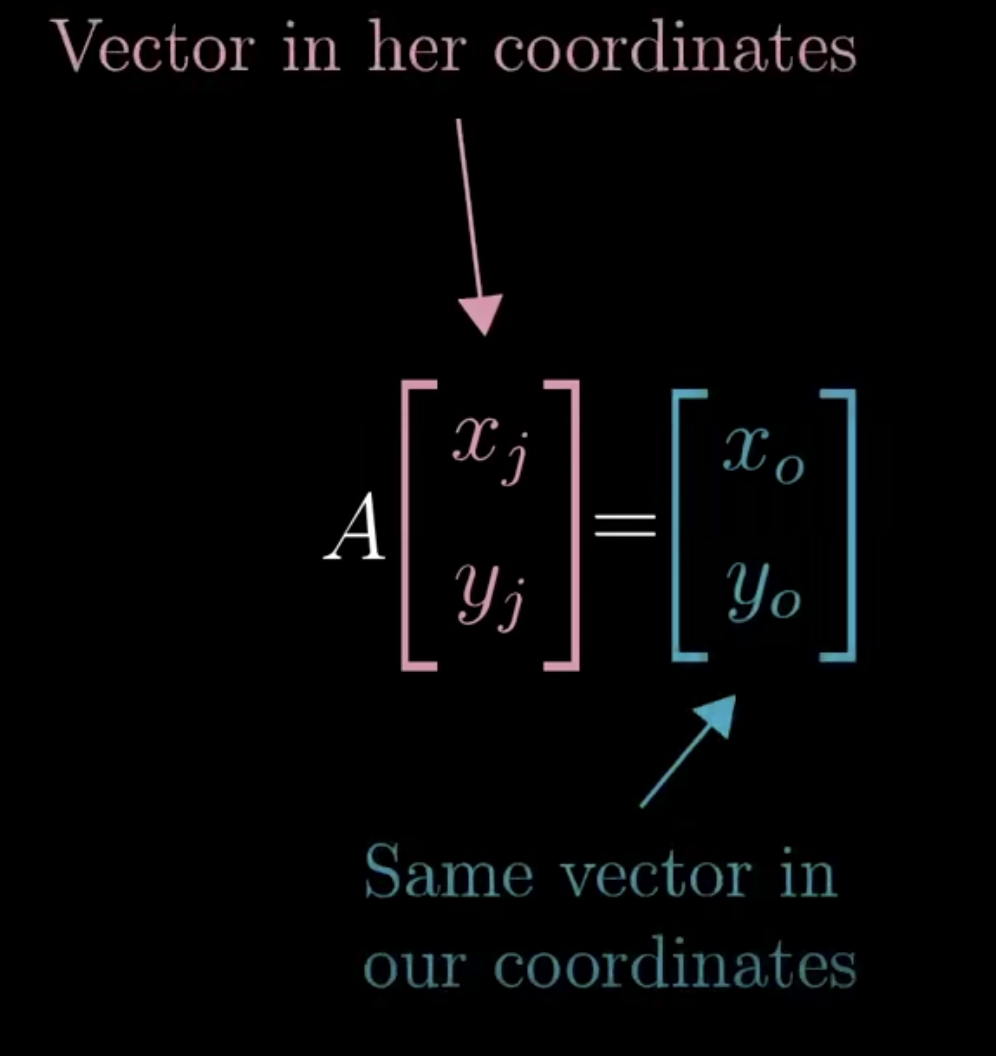 Vector in her coordinates
A [ x_j y_j ] = [ x_o y_o ]
Same vector in
our coordinates